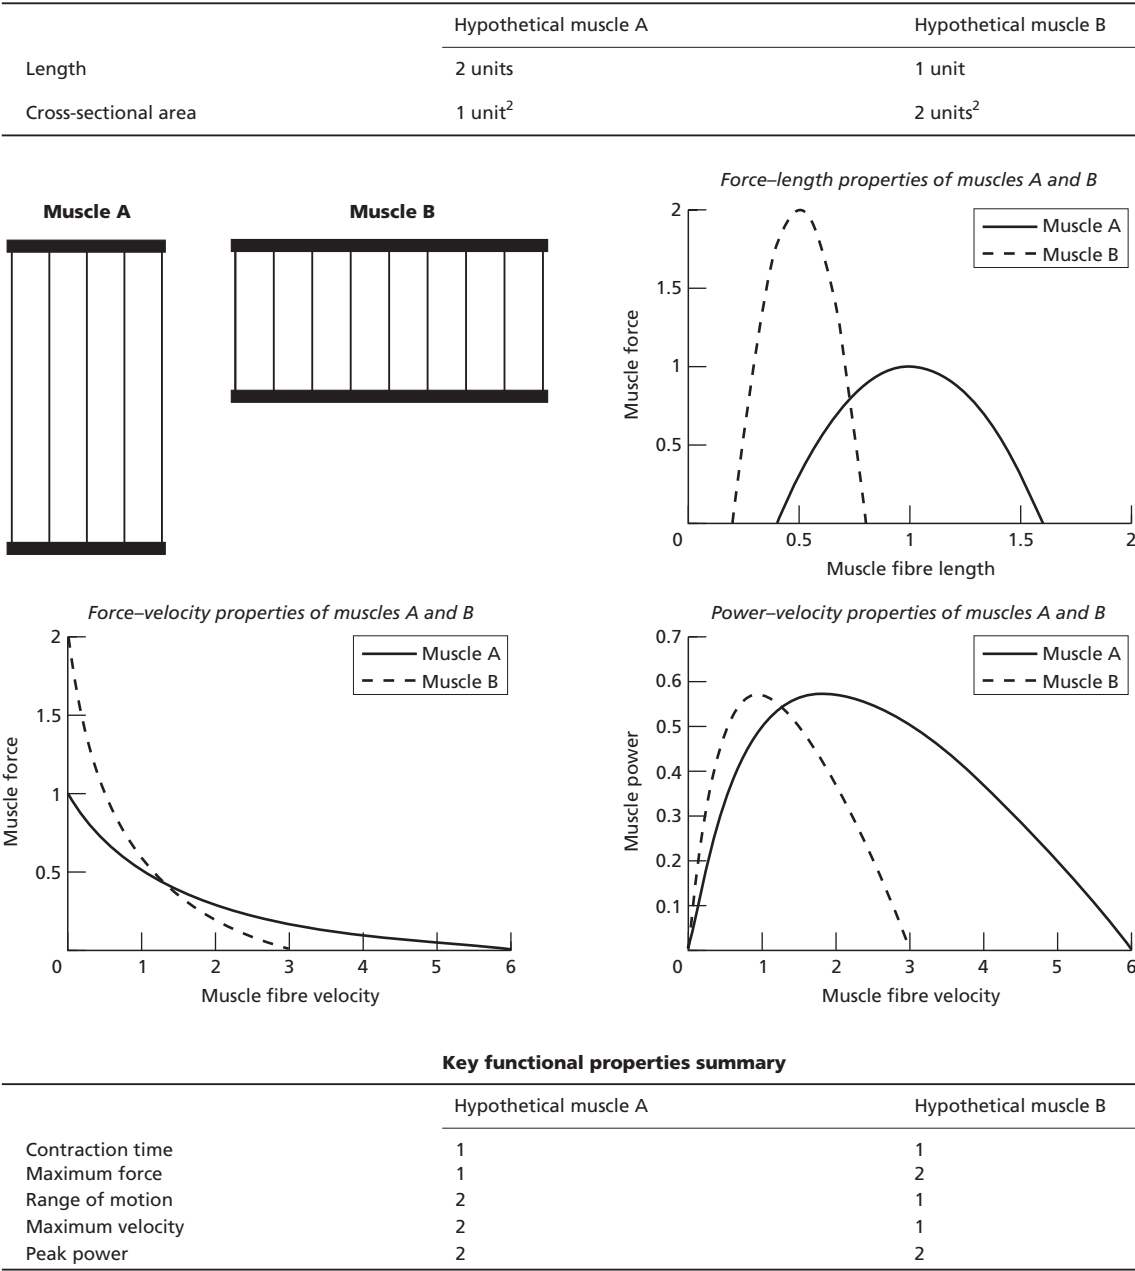 Hypothetical muscle A Hypothetical muscle B
Length 2 units 1 unit
Cross-sectional area 1 unit² 2 units²
Muscle A Muscle B
Force–length properties of muscles A and B
Muscle A
Muscle B
2
1.5
1
0.5
0 0.5 1 1.5 2
Muscle force
Muscle fibre length
Force–velocity properties of muscles A and B
Muscle A
Muscle B
2
1.5
1
0.5
0 1 2 3 4 5 6
Muscle force
Muscle fibre velocity
Power–velocity properties of muscles A and B
Muscle A
Muscle B
0.7
0.6
0.5
0.4
0.3
0.2
0.1
0 1 2 3 4 5 6
Muscle power
Muscle fibre velocity
Key functional properties summary
Hypothetical muscle A Hypothetical muscle B
Contraction time 1 1
Maximum force 1 2
Range of motion 2 1
Maximum velocity 2 1
Peak power 2 2